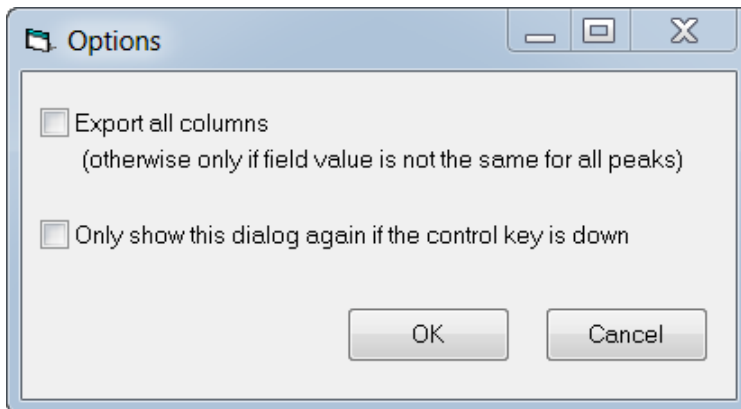 Options
Export all columns
(otherwise only if field value is not the same for all peaks)
Only show this dialog again if the control key is down
OK Cancel